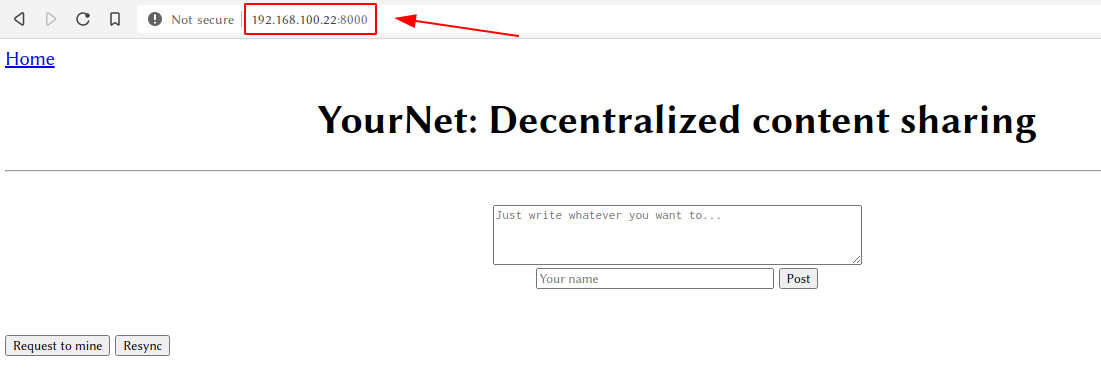 Not secure 192.168.100.22:8000
Home
YourNet: Decentralized content sharing
Just write whatever you want to...
Your name Post
Request to mine Resync